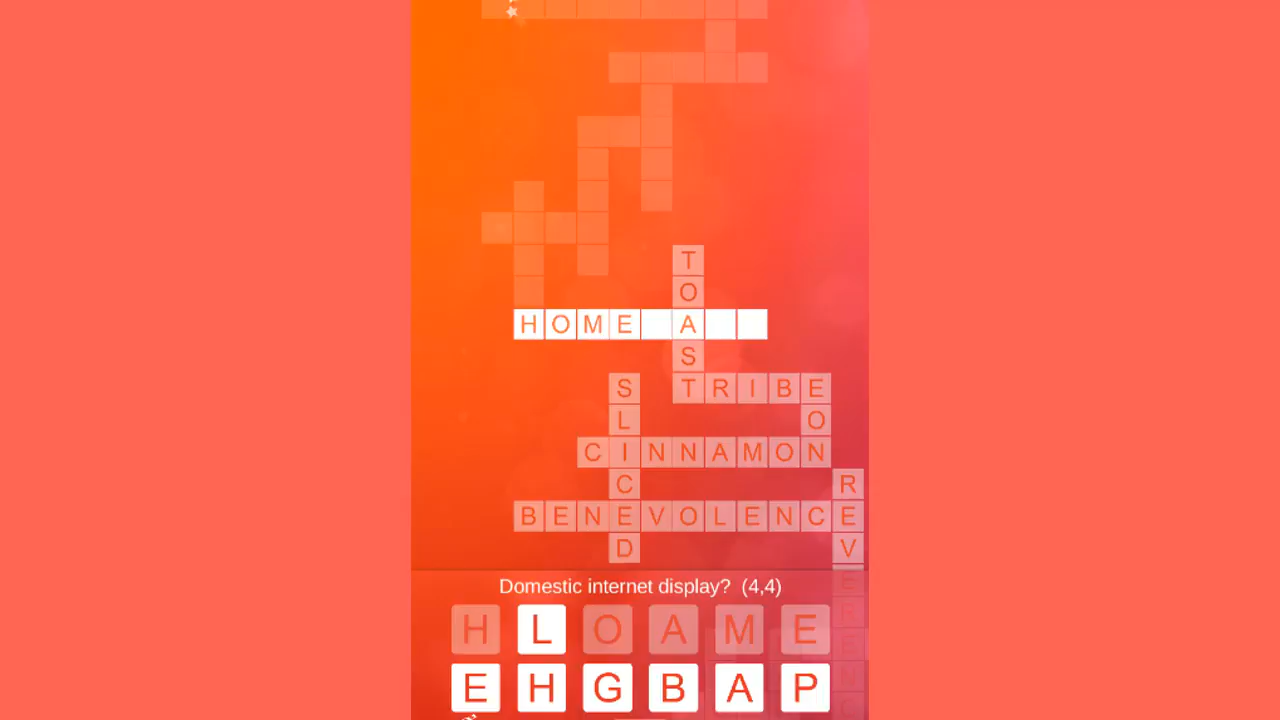 T
O
HOME A
S
S TRIBE
L O
CINNAMON
C R
BENEVOLENCE
D V
Domestic internet display? (4,4)
H L O A M E
E H G B A P